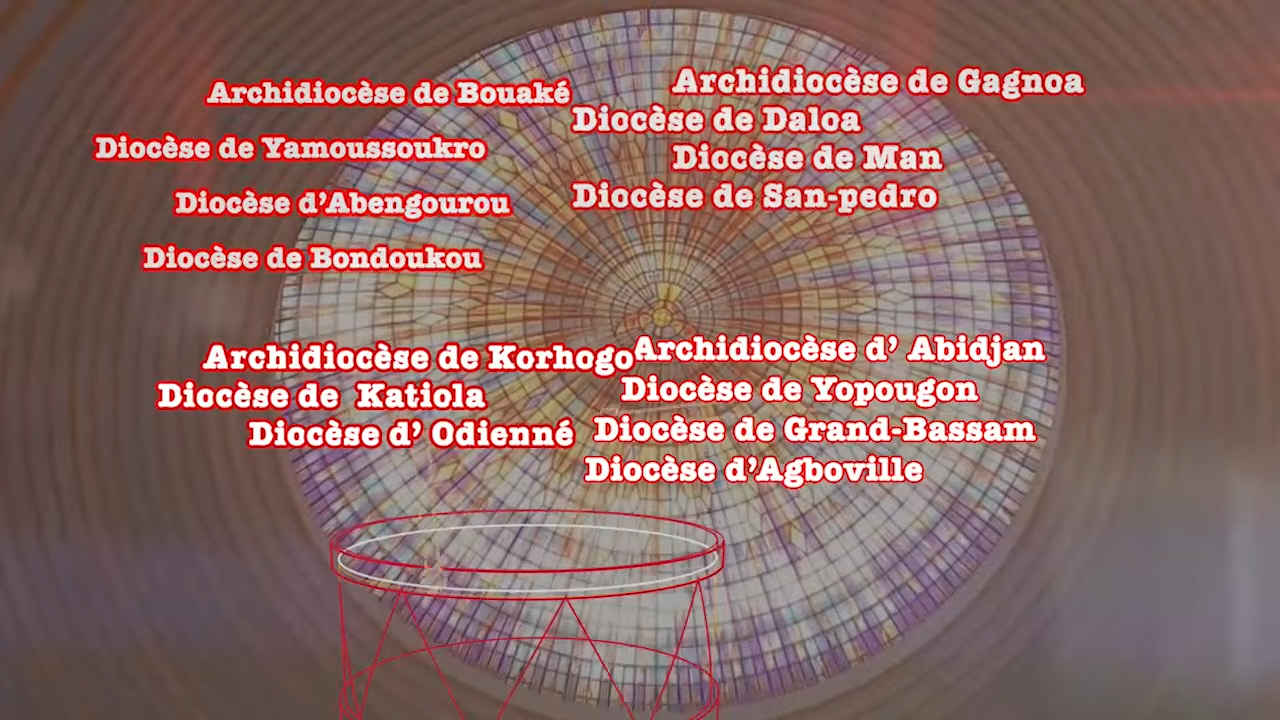 Archidiocèse de Bouaké
Diocèse de Yamoussoukro
Diocèse d'Abengourou
Diocèse de Bondoukou
Archidiocèse de Gagnoa
Diocèse de Daloa
Diocèse de Man
Diocèse de San-pedro
Archidiocèse de Korhogo
Diocèse de Katiola
Diocèse d' Odienné
Archidiocèse d' Abidjan
Diocèse de Yopougon
Diocèse de Grand-Bassam
Diocèse d'Agboville